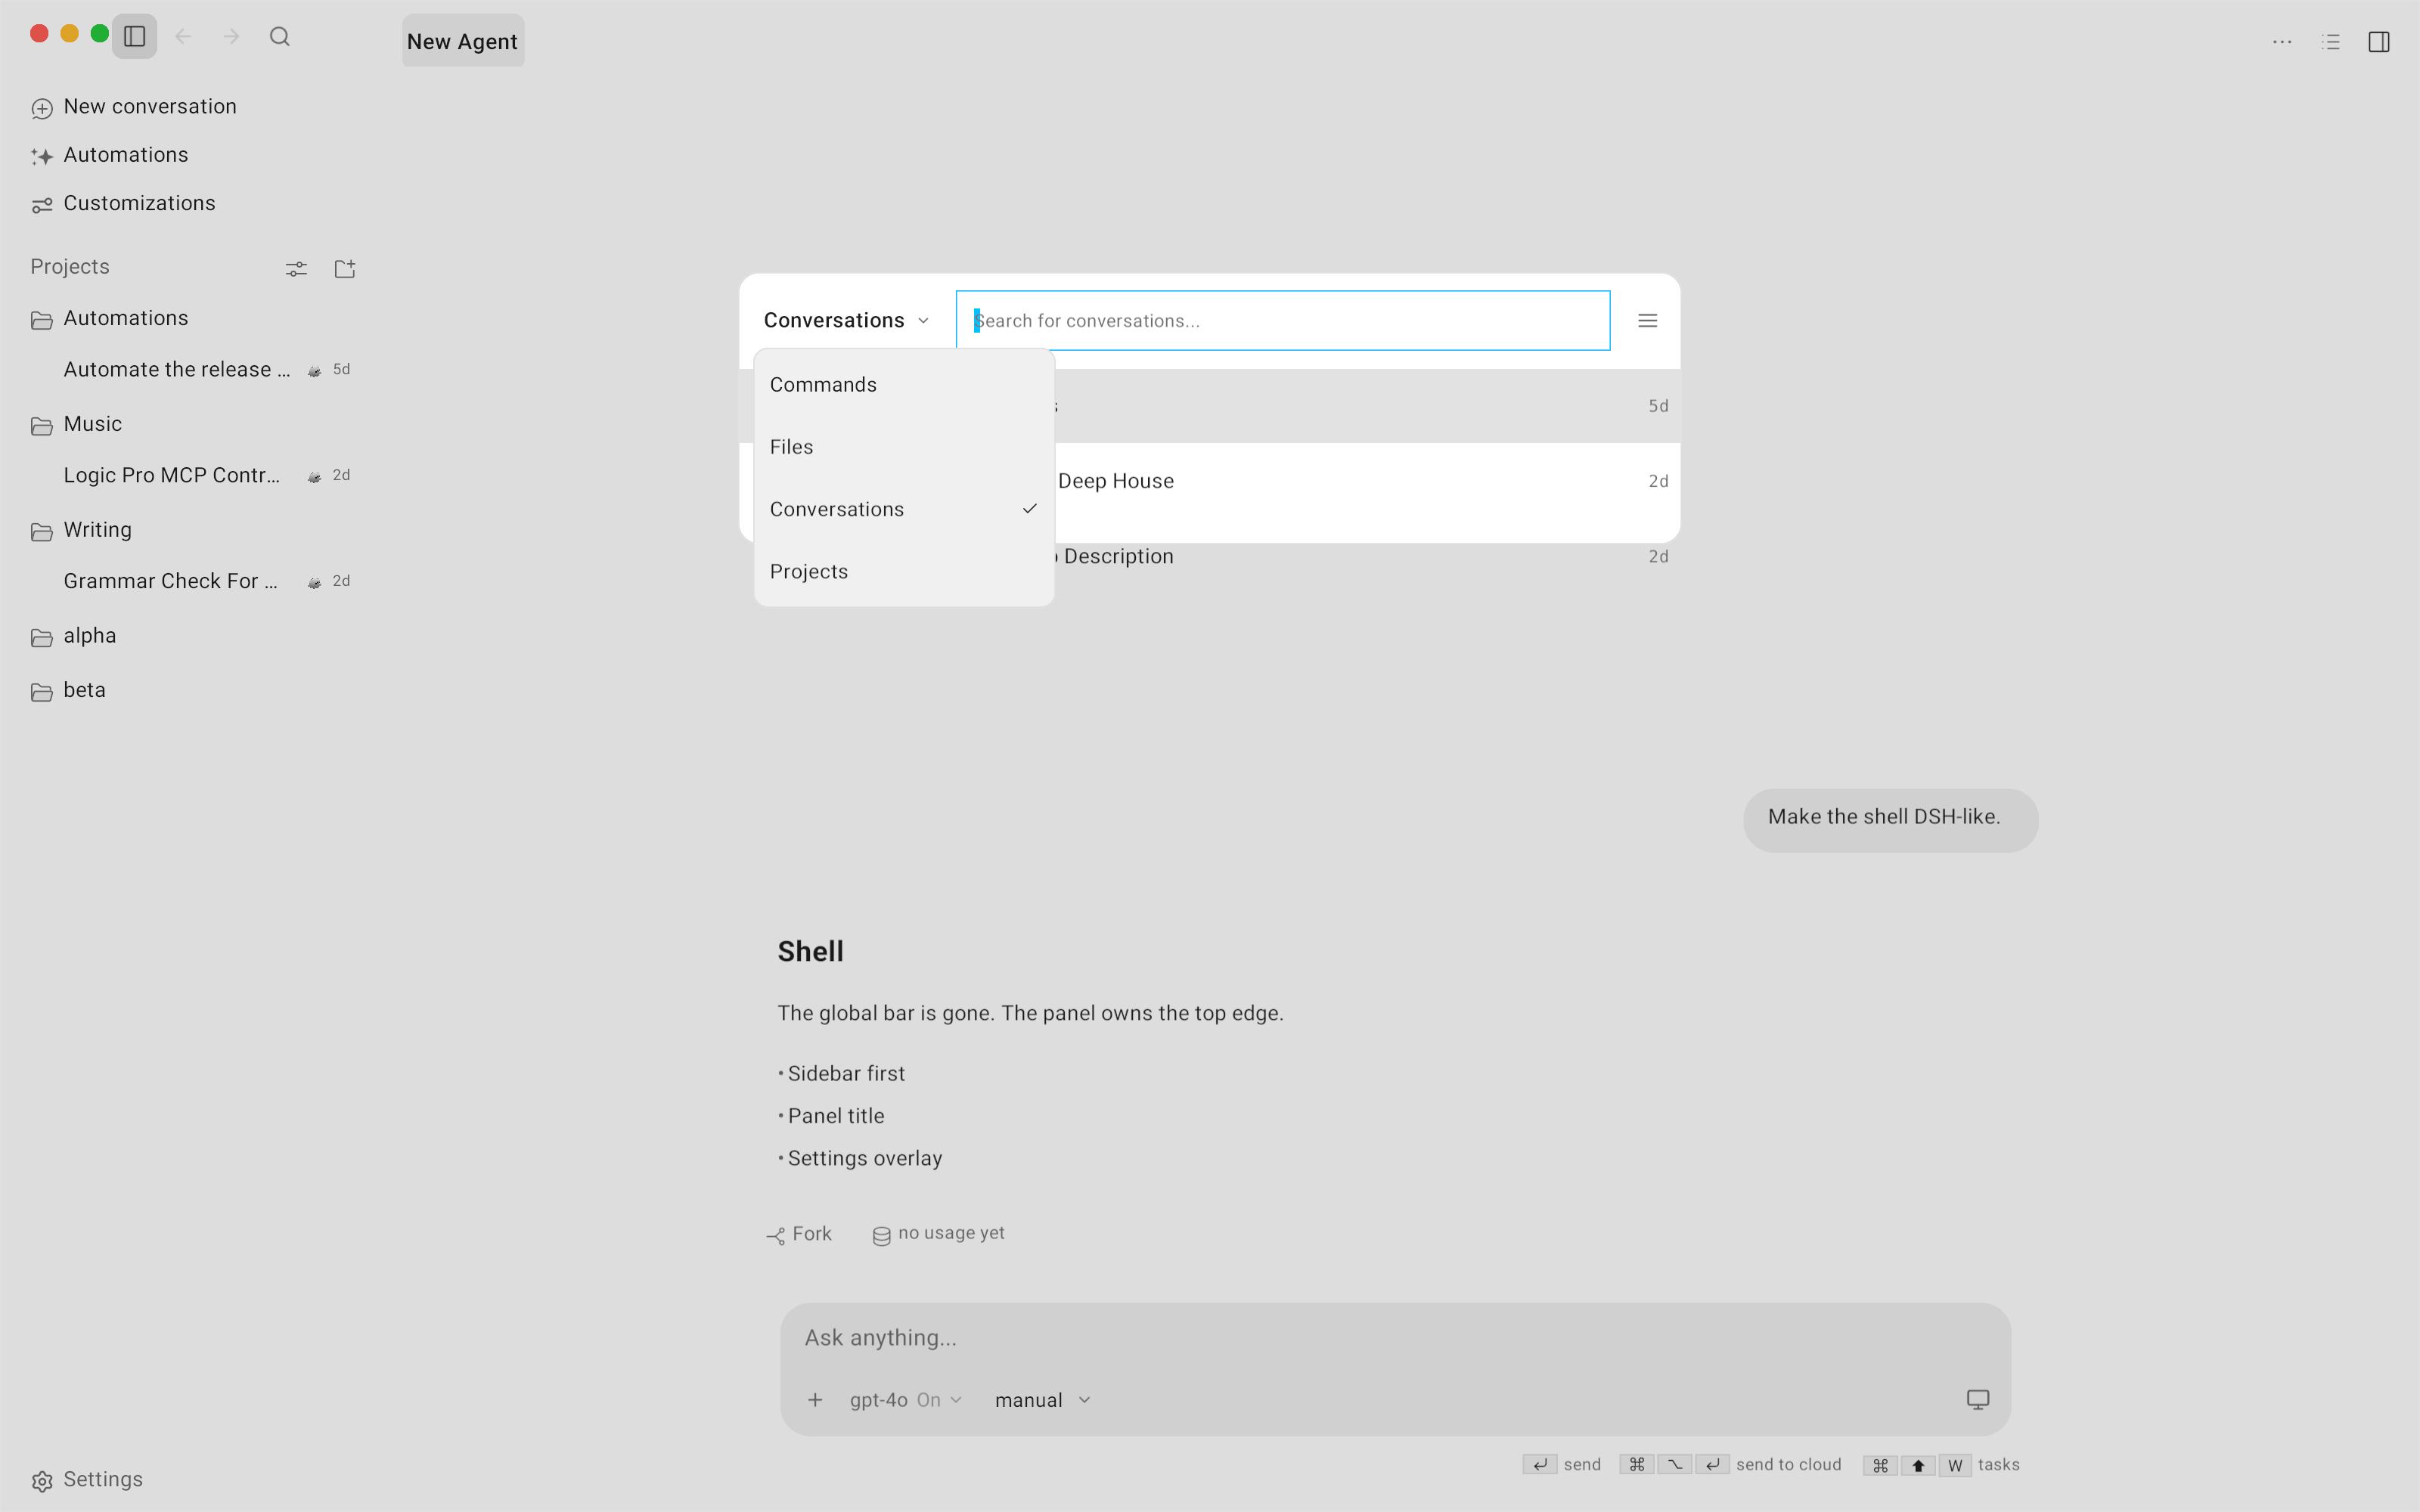 New Agent
New conversation
Automations
Customizations
Projects
Automations
Automate the release ... 5d
Music
Logic Pro MCP Contr... 2d
Writing
Grammar Check For ... 2d
alpha
beta
Settings
Conversations
Search for conversations...
Commands
Files
Conversations
Projects
5d
Deep House 2d
Description 2d
Make the shell DSH-like.
Shell
The global bar is gone. The panel owns the top edge.
• Sidebar first
• Panel title
• Settings overlay
Fork no usage yet
Ask anything...
gpt-4o On manual
↵ send ⌘ ⌥ ↵ send to cloud ⌘ ⬆ W tasks